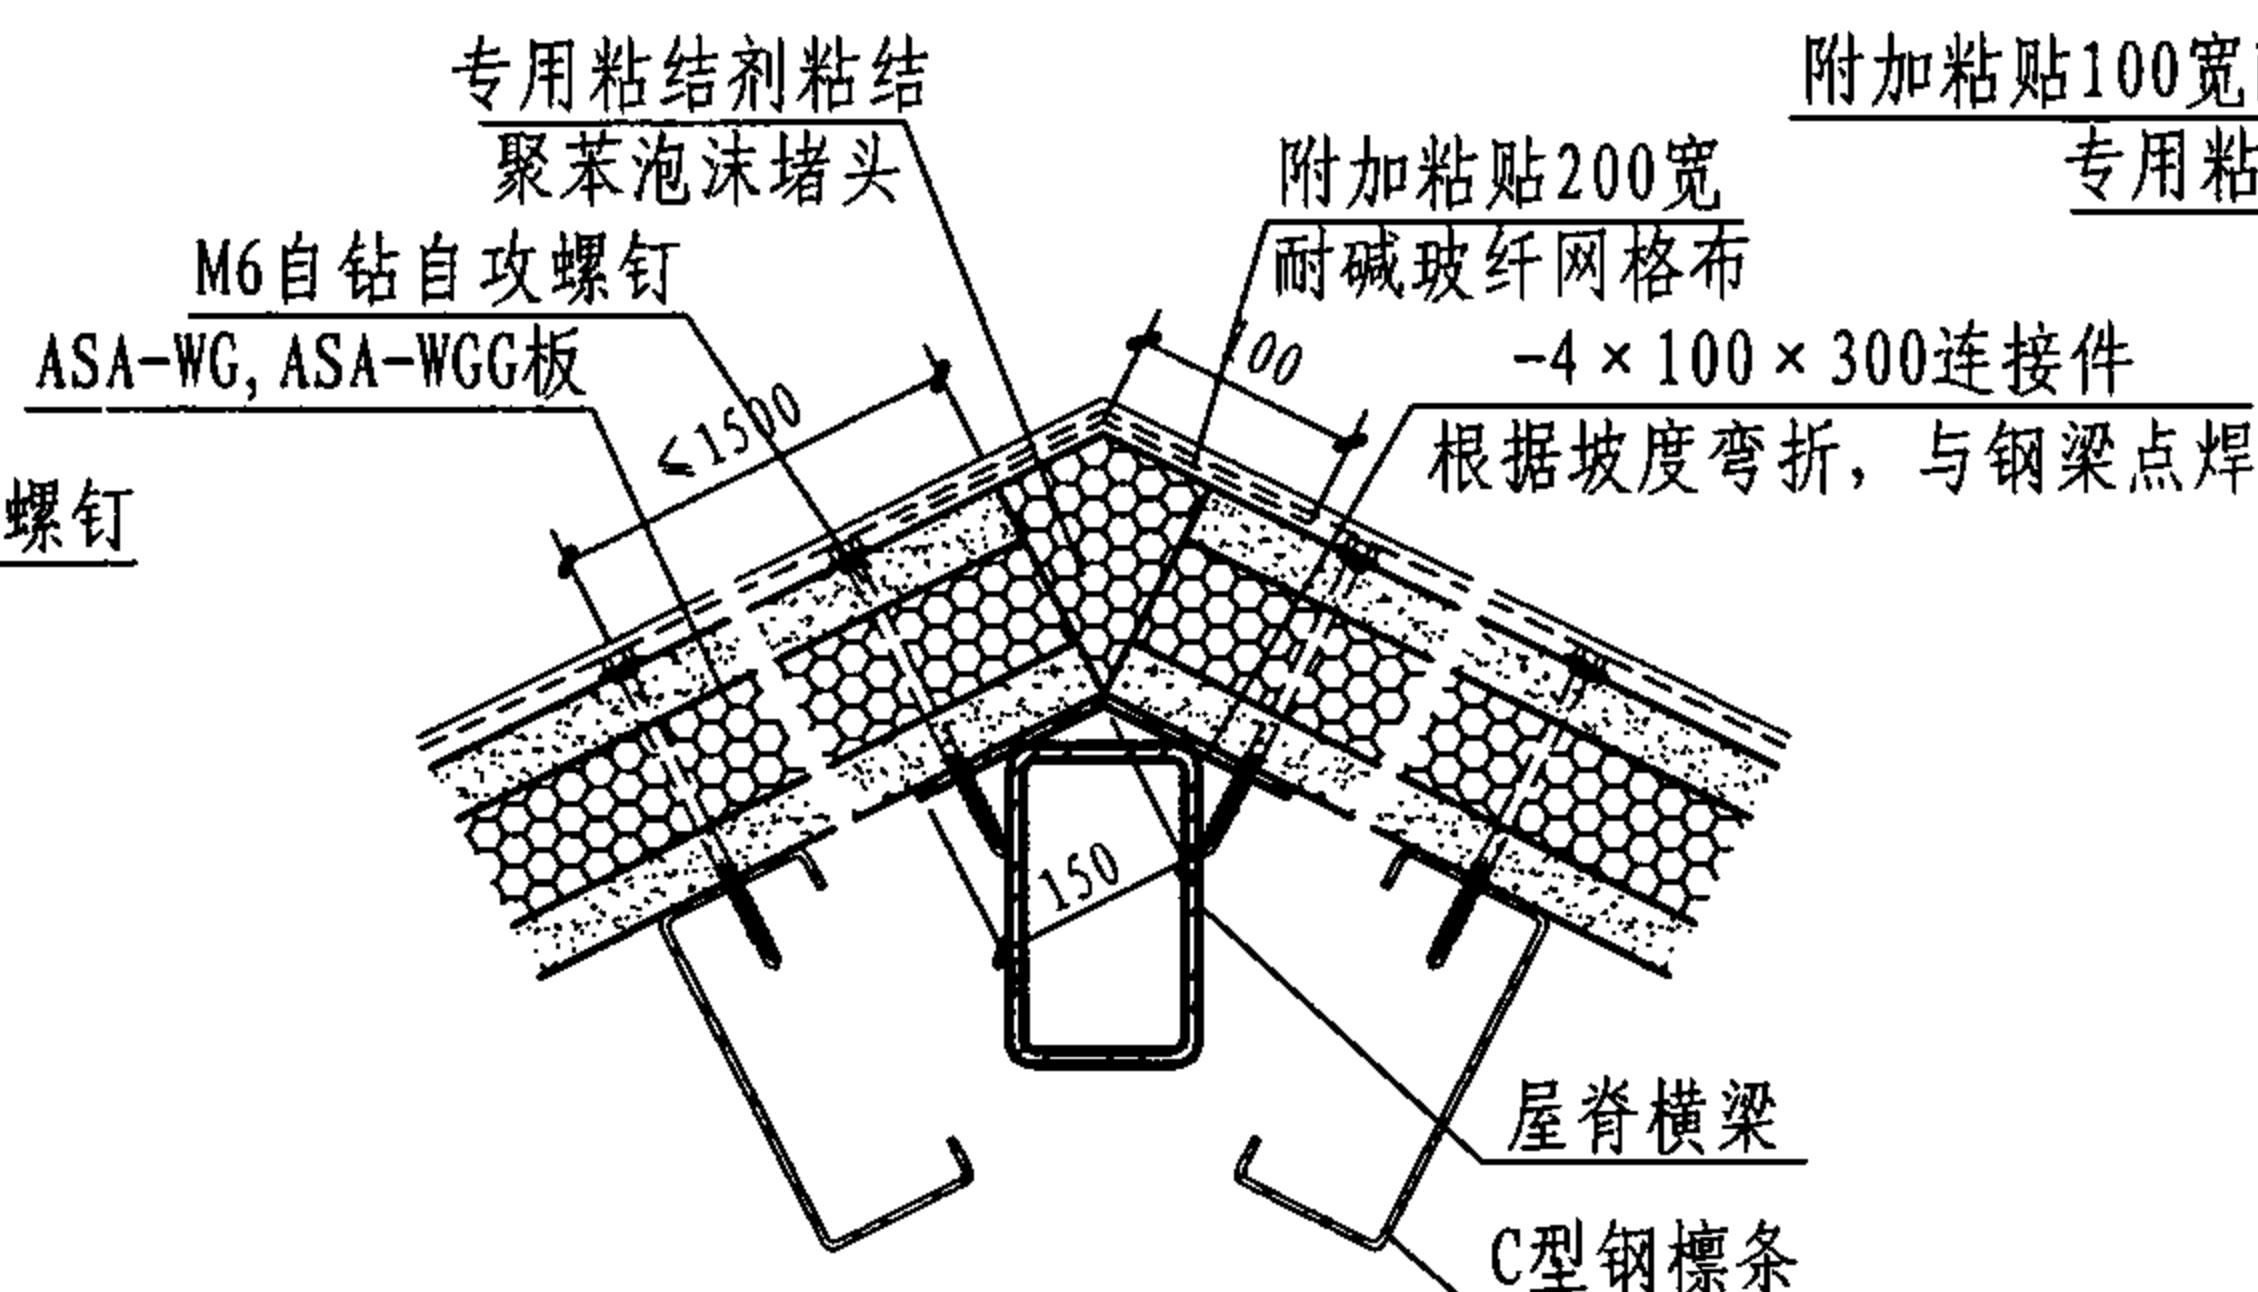 专用粘结剂粘结
聚苯泡沫堵头
附加粘贴100宽
专用粘
附加粘贴200宽
耐碱玻纤网格布
M6自钻自攻螺钉
ASA-WG, ASA-WGG板
-4×100×300连接件
根据坡度弯折, 与钢梁点焊
螺钉
≤1500
100
150
屋脊横梁
C型钢檩条